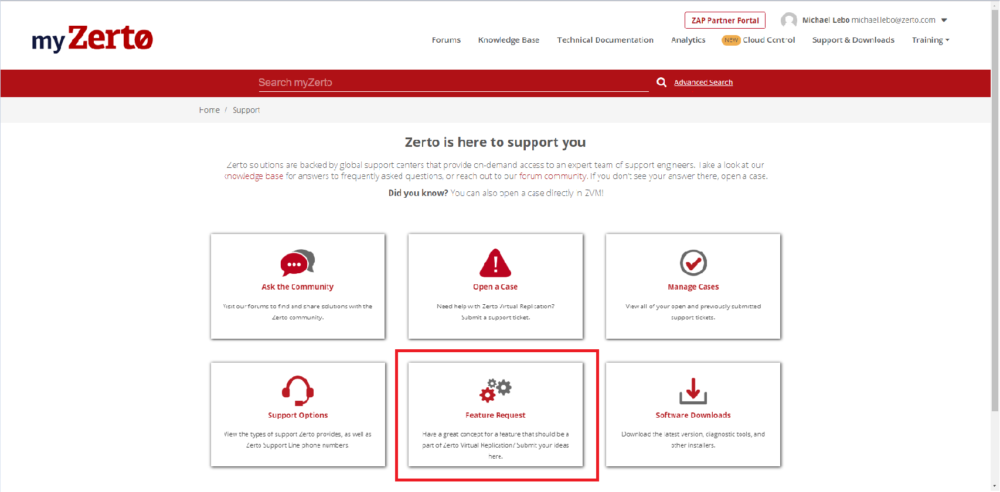 ZAP Partner Portal
Michael Lebo michael.lebo@zerto.com
myZerto
Forums
Knowledge Base
Technical Documentation
Analytics
NEW Cloud Control
Support & Downloads
Training
Search myZerto
Advanced Search
Home / Support
Zerto is here to support you
Zerto solutions are backed by global support centers that provide on-demand access to an expert team of support engineers. Take a look at our
knowledge base for answers to frequently asked questions, or reach out to our forum community. If you don't see your answer there, open a case.
Did you know? You can also open a case directly in ZVM!
Ask the Community
Visit our forums to find and share solutions with the
Zerto community.
Open a Case
Need help with Zerto Virtual Replication?
Submit a support ticket.
Manage Cases
View all of your open and previously submitted
support tickets.
Support Options
View the types of support Zerto provides, as well as
Zerto Support Line phone numbers.
Feature Request
Have a great concept for a feature that should be a
part of Zerto Virtual Replication? Submit your ideas
here.
Software Downloads
Download the latest version, diagnostic tools, and
other installers.